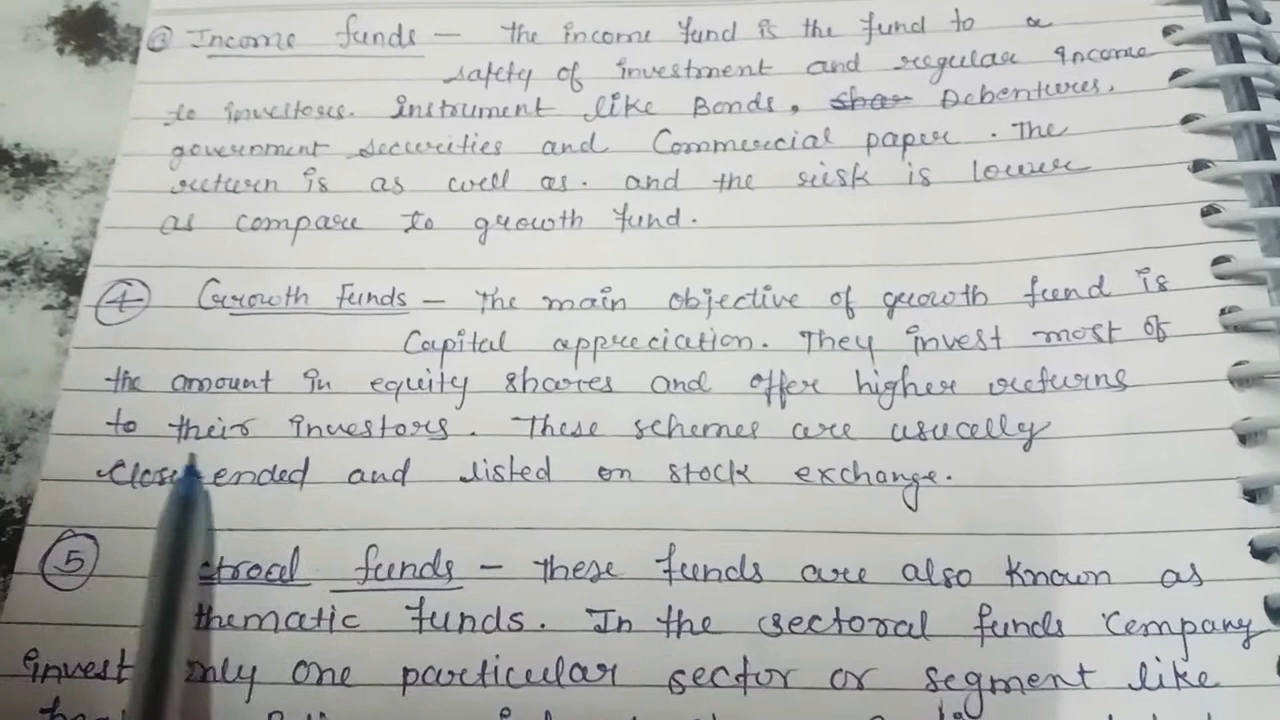 Income funds - the income fund is the fund to a
safety of investment and regular income
to investors. Instrument like Bonds, Debentures,
government securities and Commercial paper. The
return is as well as. and the risk is lower
as compare to growth fund.
④ Growth Funds - The main objective of growth fund is
Capital appreciation. They invest most of
the amount in equity shares and offer higher returns
to their investors. These schemes are usually
close ended and listed on stock exchange.
⑤ funds - these funds are also known as
thematic funds. In the sectoral funds company
invest only one particular sector or segment like